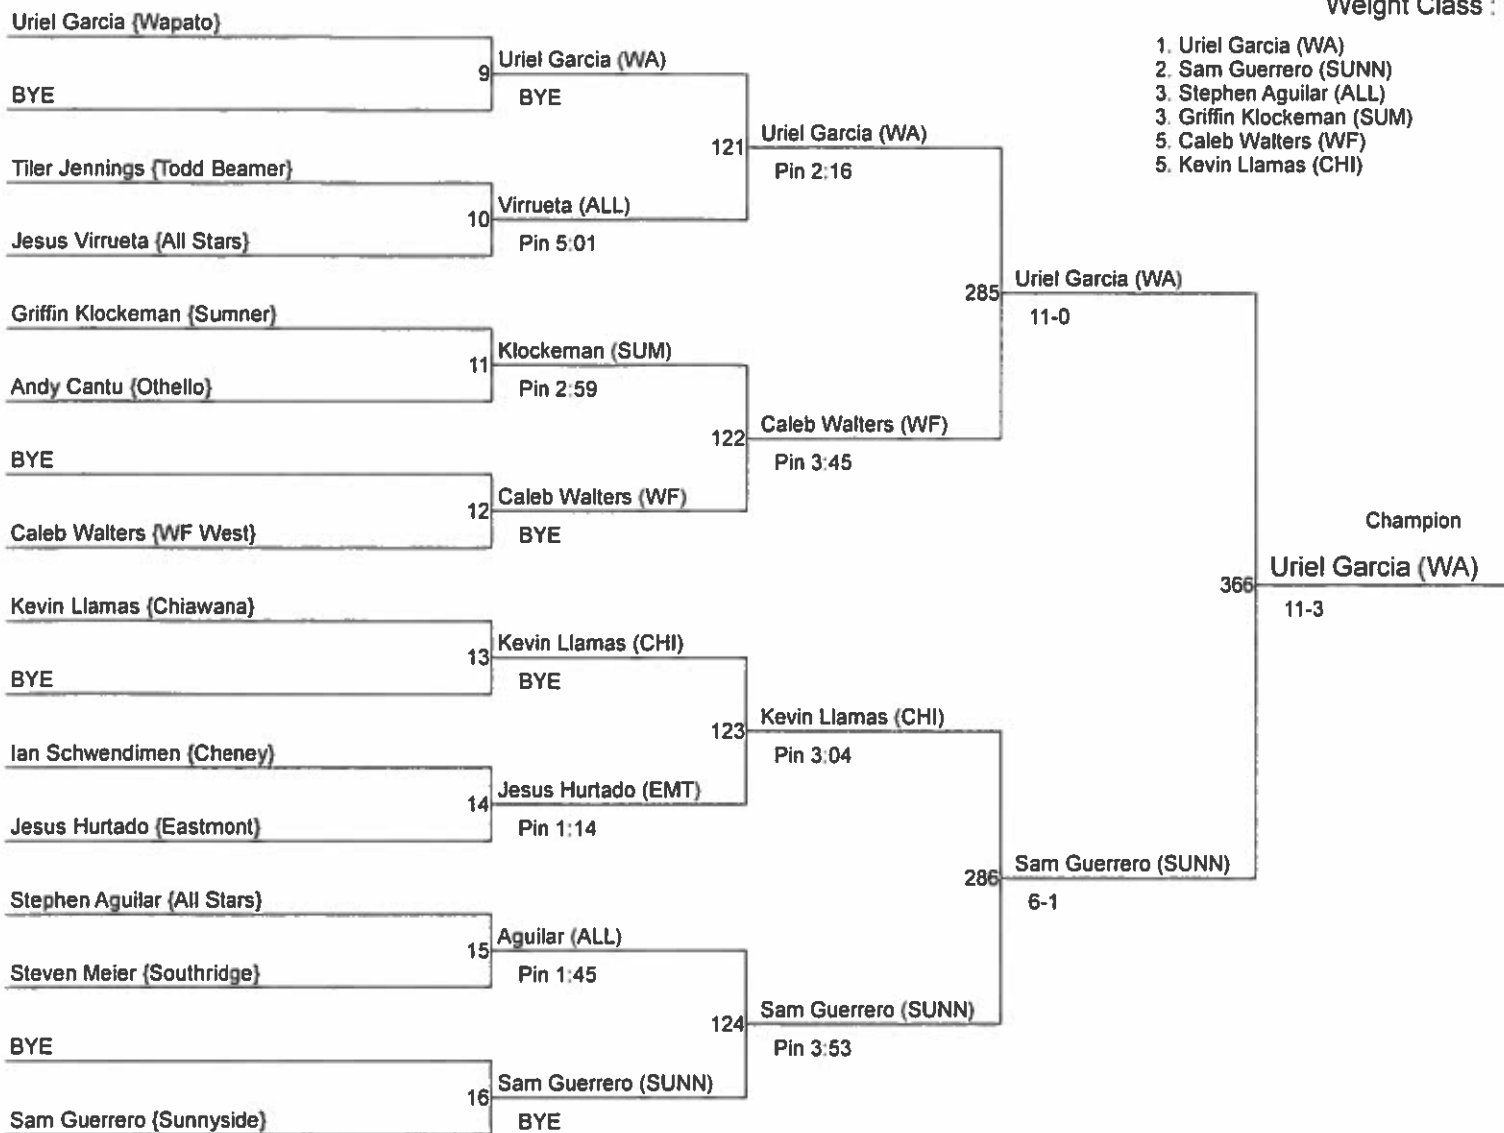 Weight Class :
1. Uriel Garcia (WA)
2. Sam Guerrero (SUNN)
3. Stephen Aguilar (ALL)
3. Griffin Klockeman (SUM)
5. Caleb Walters (WF)
5. Kevin Llamas (CHI)
Uriel Garcia {Wapato}
9 Uriel Garcia (WA)
BYE
BYE
121 Uriel Garcia (WA)
Pin 2:16
Tiler Jennings {Todd Beamer}
10 Virrueta (ALL)
Pin 5:01
Jesus Virrueta {All Stars}
285 Uriel Garcia (WA)
11-0
Griffin Klockeman {Sumner}
11 Klockeman (SUM)
Pin 2:59
Andy Cantu {Othello}
122 Caleb Walters (WF)
Pin 3:45
BYE
12 Caleb Walters (WF)
BYE
Caleb Walters {WF West}
Champion
366 Uriel Garcia (WA)
11-3
Kevin Llamas {Chiawana}
13 Kevin Llamas (CHI)
BYE
BYE
123 Kevin Llamas (CHI)
Pin 3:04
Ian Schwendimen {Cheney}
14 Jesus Hurtado (EMT)
Pin 1:14
Jesus Hurtado {Eastmont}
286 Sam Guerrero (SUNN)
6-1
Stephen Aguilar {All Stars}
15 Aguilar (ALL)
Pin 1:45
Steven Meier {Southridge}
124 Sam Guerrero (SUNN)
Pin 3:53
BYE
16 Sam Guerrero (SUNN)
BYE
Sam Guerrero {Sunnyside}